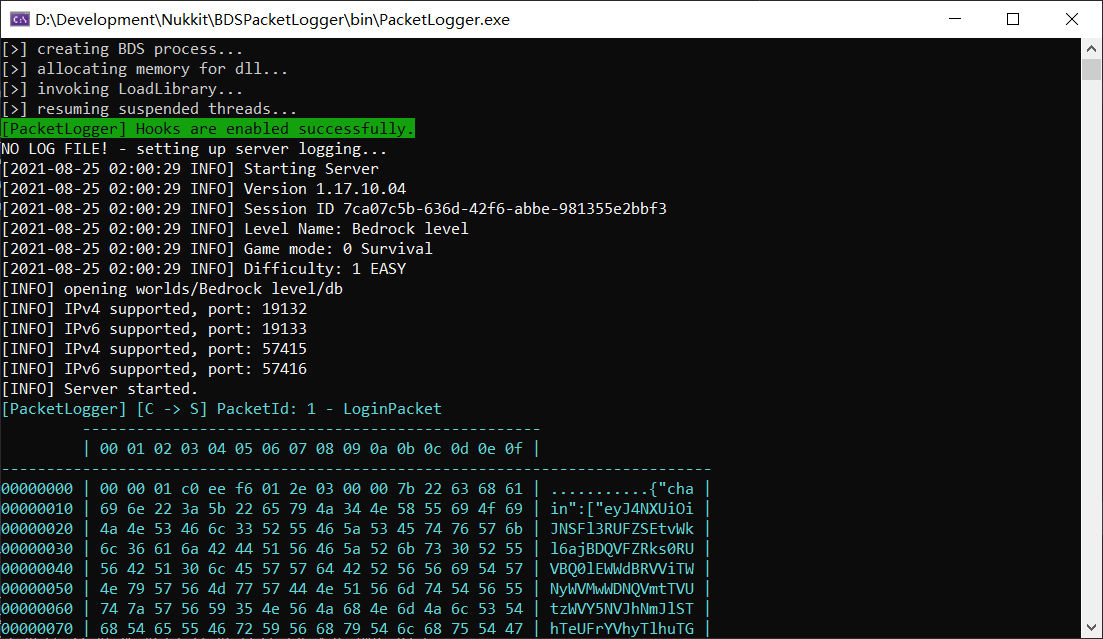 D:\Development\Nukkit\BDSPacketLogger\bin\PacketLogger.exe
[>] creating BDS process...
[>] allocating memory for dll...
[>] invoking LoadLibrary...
[>] resuming suspended threads...
[PacketLogger] Hooks are enabled successfully.
NO LOG FILE! - setting up server logging...
[2021-08-25 02:00:29 INFO] Starting Server
[2021-08-25 02:00:29 INFO] Version 1.17.10.04
[2021-08-25 02:00:29 INFO] Session ID 7ca07c5b-636d-42f6-abbe-981355e2bbf3
[2021-08-25 02:00:29 INFO] Level Name: Bedrock level
[2021-08-25 02:00:29 INFO] Game mode: 0 Survival
[2021-08-25 02:00:29 INFO] Difficulty: 1 EASY
[INFO] opening worlds/Bedrock level/db
[INFO] IPv4 supported, port: 19132
[INFO] IPv6 supported, port: 19133
[INFO] IPv4 supported, port: 57415
[INFO] IPv6 supported, port: 57416
[INFO] Server started.
[PacketLogger] [C -> S] PacketId: 1 - LoginPacket
---------------------------------------------------
| 00 01 02 03 04 05 06 07 08 09 0a 0b 0c 0d 0e 0f |
-------------------------------------------------------------------------------
00000000 | 00 00 01 c0 ee f6 01 2e 03 00 00 7b 22 63 68 61 | ...........{"cha |
00000010 | 69 6e 22 3a 5b 22 65 79 4a 34 4e 58 55 69 4f 69 | in":["eyJ4NXUiOi |
00000020 | 4a 4e 53 46 6c 33 52 55 46 5a 53 45 74 76 57 6b | JNSFl3RUFZSEtvWk |
00000030 | 6c 36 61 6a 42 44 51 56 46 5a 52 6b 73 30 52 55 | l6ajBDQVFZRks0RU |
00000040 | 56 42 51 30 6c 45 57 57 64 42 52 56 56 69 54 57 | VBQ0lEWWdBRVViTW |
00000050 | 4e 79 57 56 4d 77 57 44 4e 51 56 6d 74 54 56 55 | NyWVMwWDNQVmtTVU |
00000060 | 74 7a 57 56 59 35 4e 56 4a 68 4e 6d 4a 6c 53 54 | tzWVY5NVJhNmJlST |
00000070 | 68 54 65 55 46 72 59 56 68 79 54 6c 68 75 54 47 | hTeUFrYVhyTlhuTG |